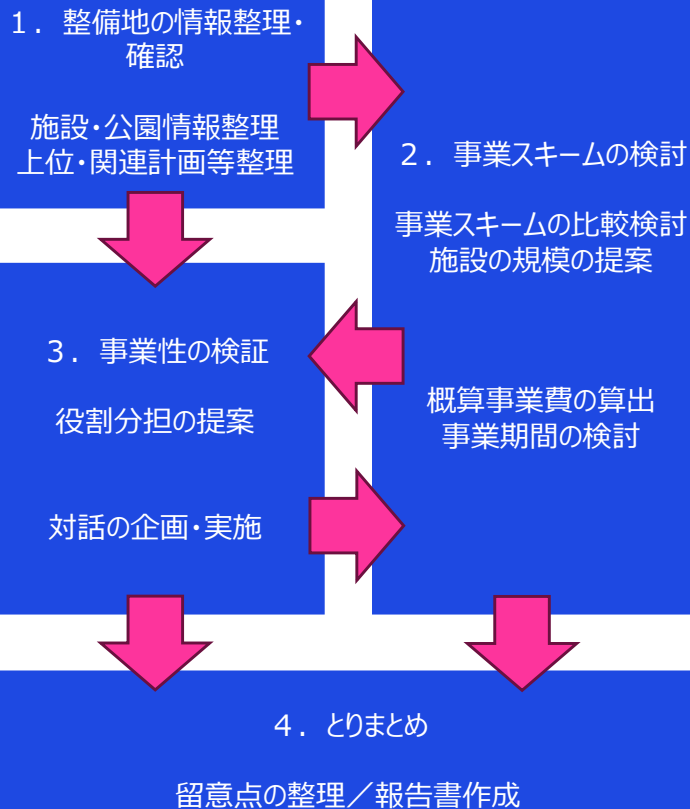 １．整備地の情報整理・
確認
施設・公園情報整理
上位・関連計画等整理
２．事業スキームの検討
事業スキームの比較検討
施設の規模の提案
概算事業費の算出
事業期間の検討
３．事業性の検証
役割分担の提案
対話の企画・実施
４．とりまとめ
留意点の整理／報告書作成